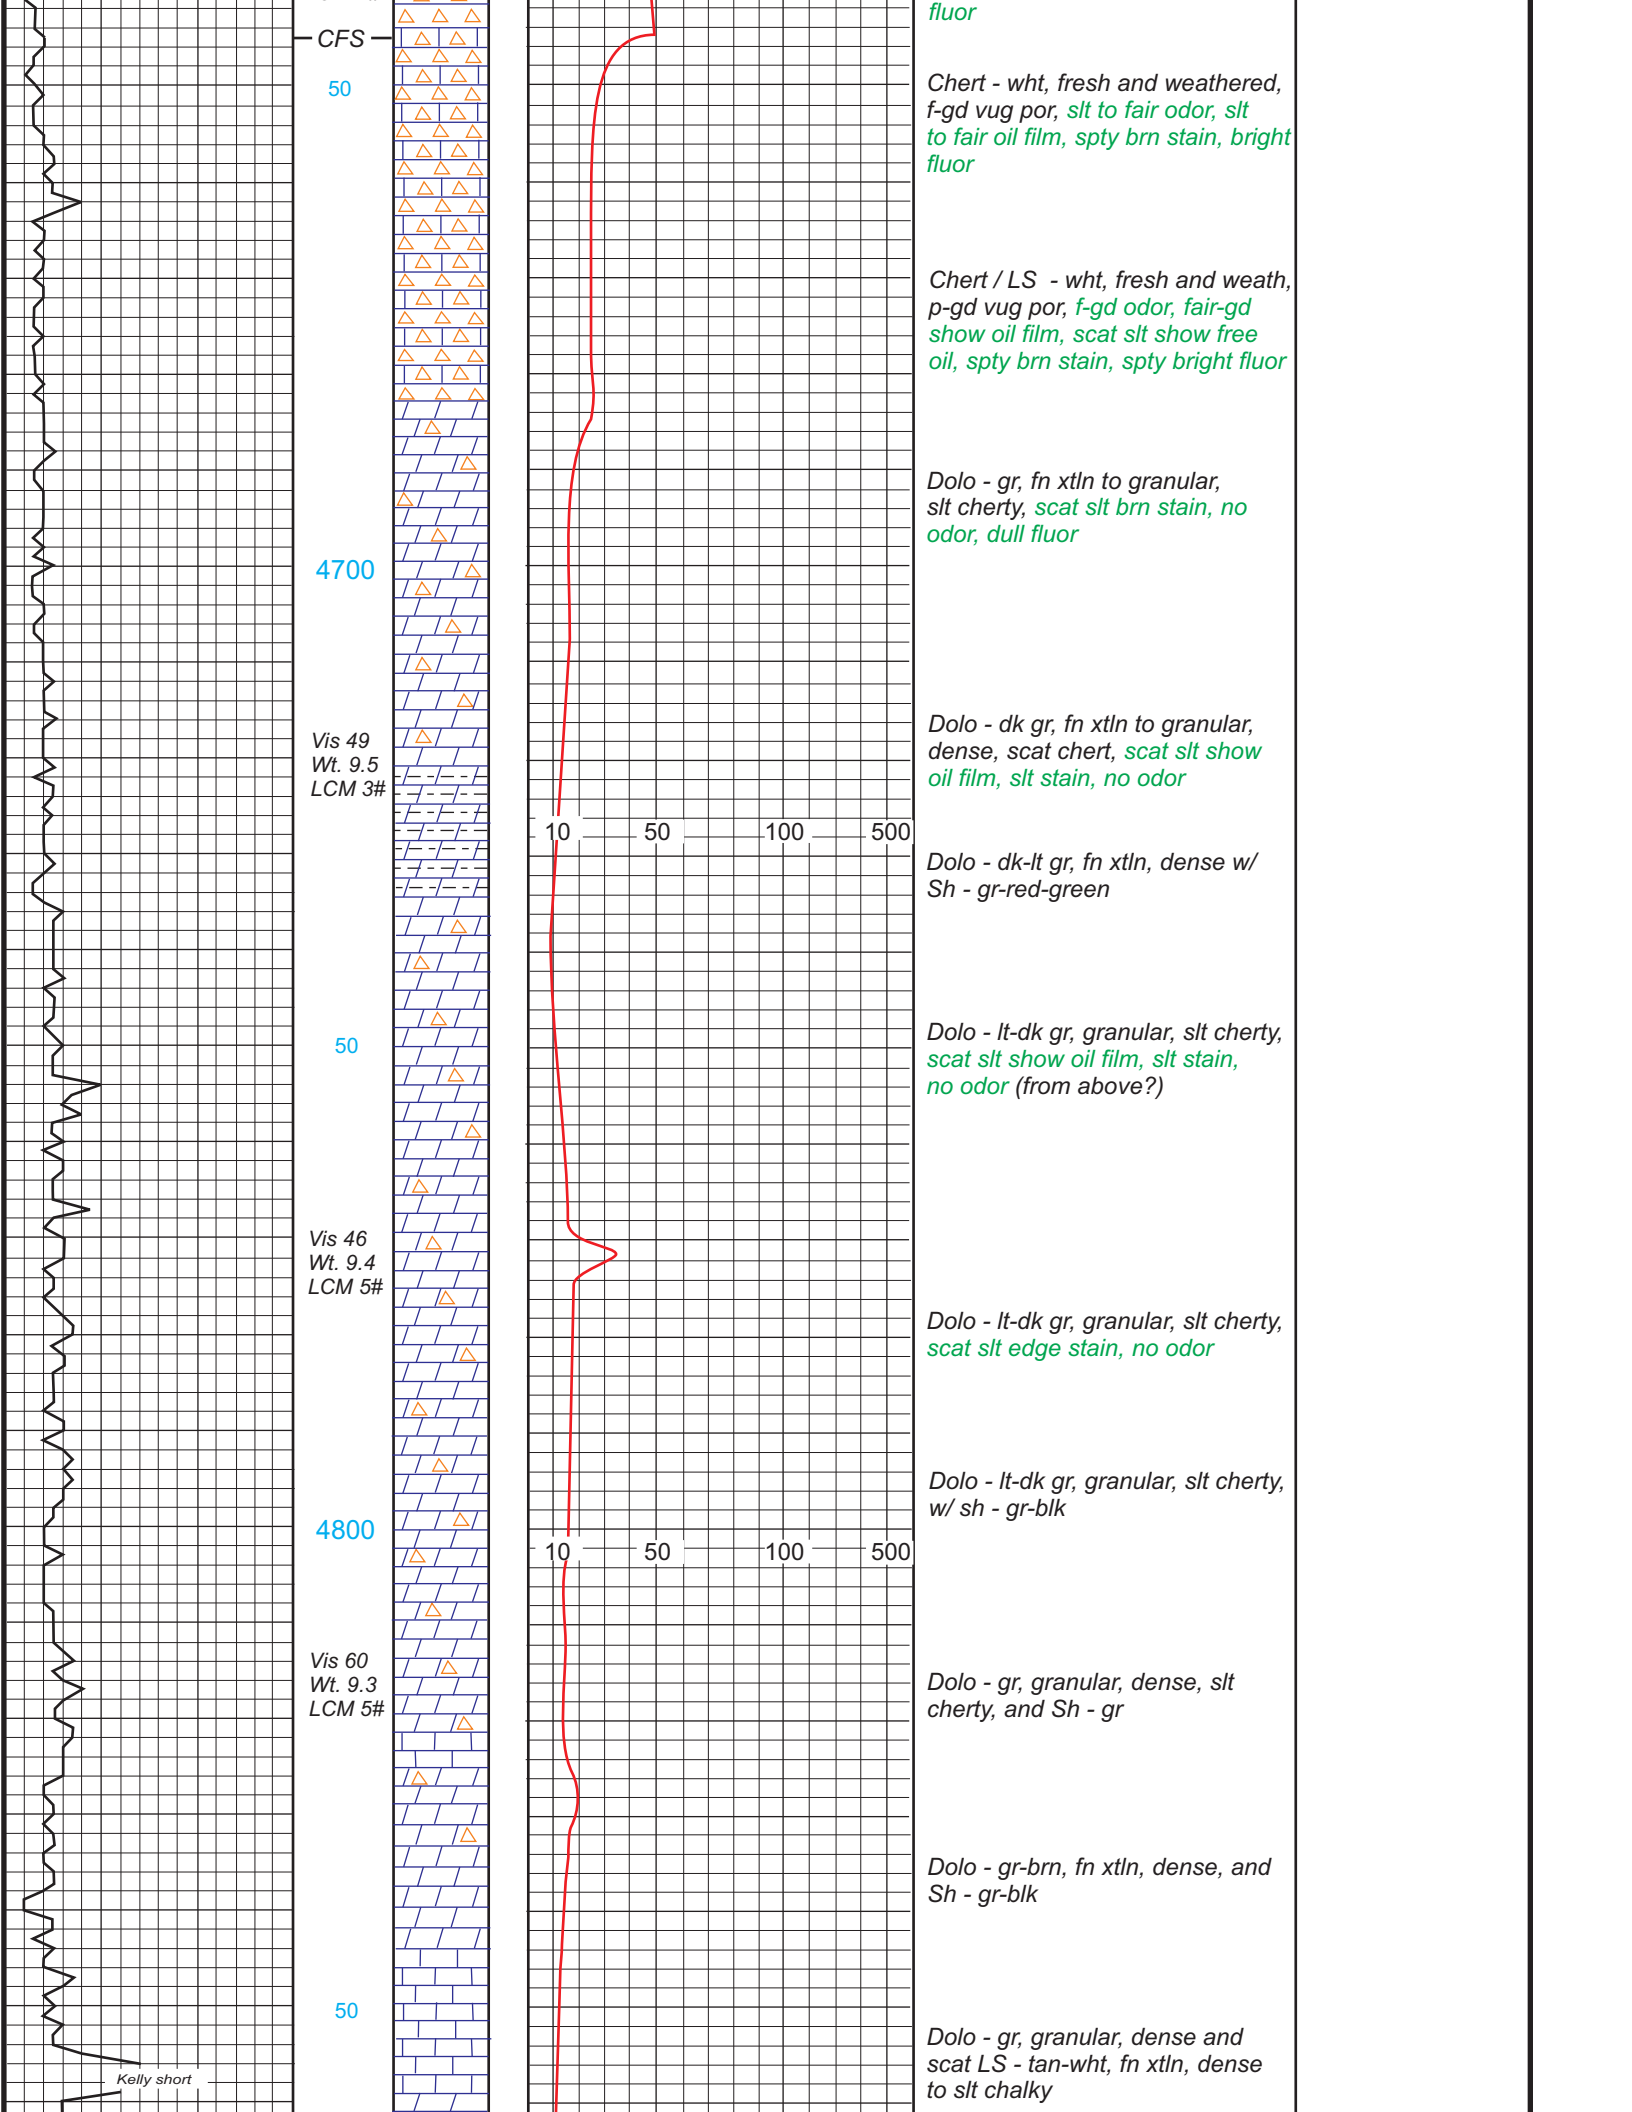 fluor
CFS
50
Chert - wht, fresh and weathered,
f-gd vug por, slt to fair odor, slt
to fair oil film, spty brn stain, bright
fluor
Chert / LS - wht, fresh and weath,
p-gd vug por, f-gd odor, fair-gd
show oil film, scat slt show free
oil, spty brn stain, spty bright fluor
Dolo - gr, fn xtln to granular,
slt cherty, scat slt brn stain, no
odor, dull fluor
4700
Dolo - dk gr, fn xtln to granular,
dense, scat chert, scat slt show
oil film, slt stain, no odor
Vis 49
Wt. 9.5
LCM 3#
10 50 100 500
Dolo - dk-lt gr, fn xtln, dense w/
Sh - gr-red-green
50
Dolo - lt-dk gr, granular, slt cherty,
scat slt show oil film, slt stain,
no odor (from above?)
Vis 46
Wt. 9.4
LCM 5#
Dolo - lt-dk gr, granular, slt cherty,
scat slt edge stain, no odor
Dolo - lt-dk gr, granular, slt cherty,
w/ sh - gr-blk
4800
10 50 100 500
Vis 60
Wt. 9.3
LCM 5#
Dolo - gr, granular, dense, slt
cherty, and Sh - gr
Dolo - gr-brn, fn xtln, dense, and
Sh - gr-blk
50
Dolo - gr, granular, dense and
scat LS - tan-wht, fn xtln, dense
to slt chalky
Kelly short